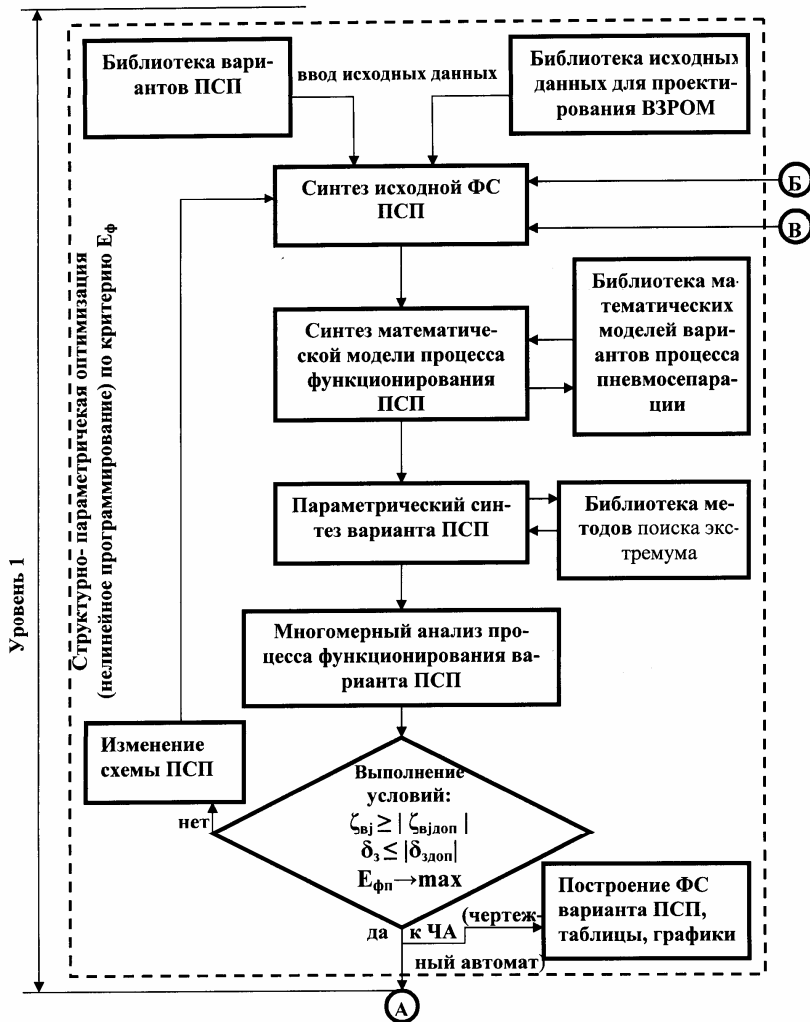 Библиотека вари-
антов ПСП
ввод исходных данных
Библиотека исходных
данных для проекти-
рования ВЗРОМ
Синтез исходной ФС
ПСП
Б
В
Синтез математиче-
ской модели процесса
функционирования
ПСП
Библиотека ма-
тематических
моделей вари-
антов процесса
пневмосепара-
ции
Параметрический син-
тез варианта ПСП
Библиотека ме-
тодов поиска экс-
тремума
Многомерный анализ про-
цесса функционирования ва-
рианта ПСП
Изменение
схемы ПСП
нет
Выполнение
условий:
ζвj ≥ | ζвjдоп |
δз ≤ |δздоп|
Eфп→max
да
к ЧА
(чертеж-
ный автомат)
Построение ФС
варианта ПСП,
таблицы, графики
А
Уровень 1
Структурно- параметричекая оптимизация
(нелинейное программирование) по критерию Eф